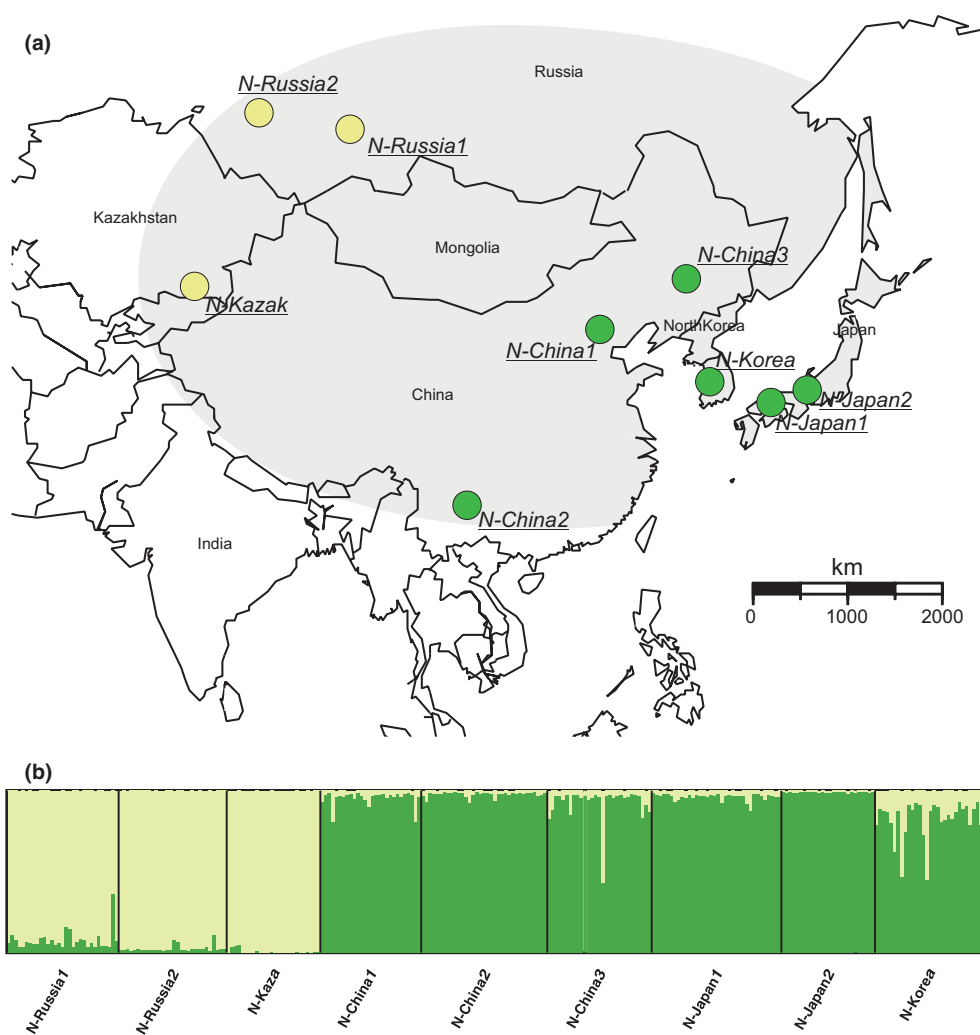 (a)
Russia
N-Russia2
N-Russia1
Kazakhstan
Mongolia
N-China3
N-Kazak
NorthKorea
Japan
N-China1
N-Korea
China
N-Japan2
N-Japan1
N-China2
India
km
0 1000 2000
(b)
N-Russia1 N-Russia2 N-Kaza N-China1 N-China2 N-China3 N-Japan1 N-Japan2 N-Korea